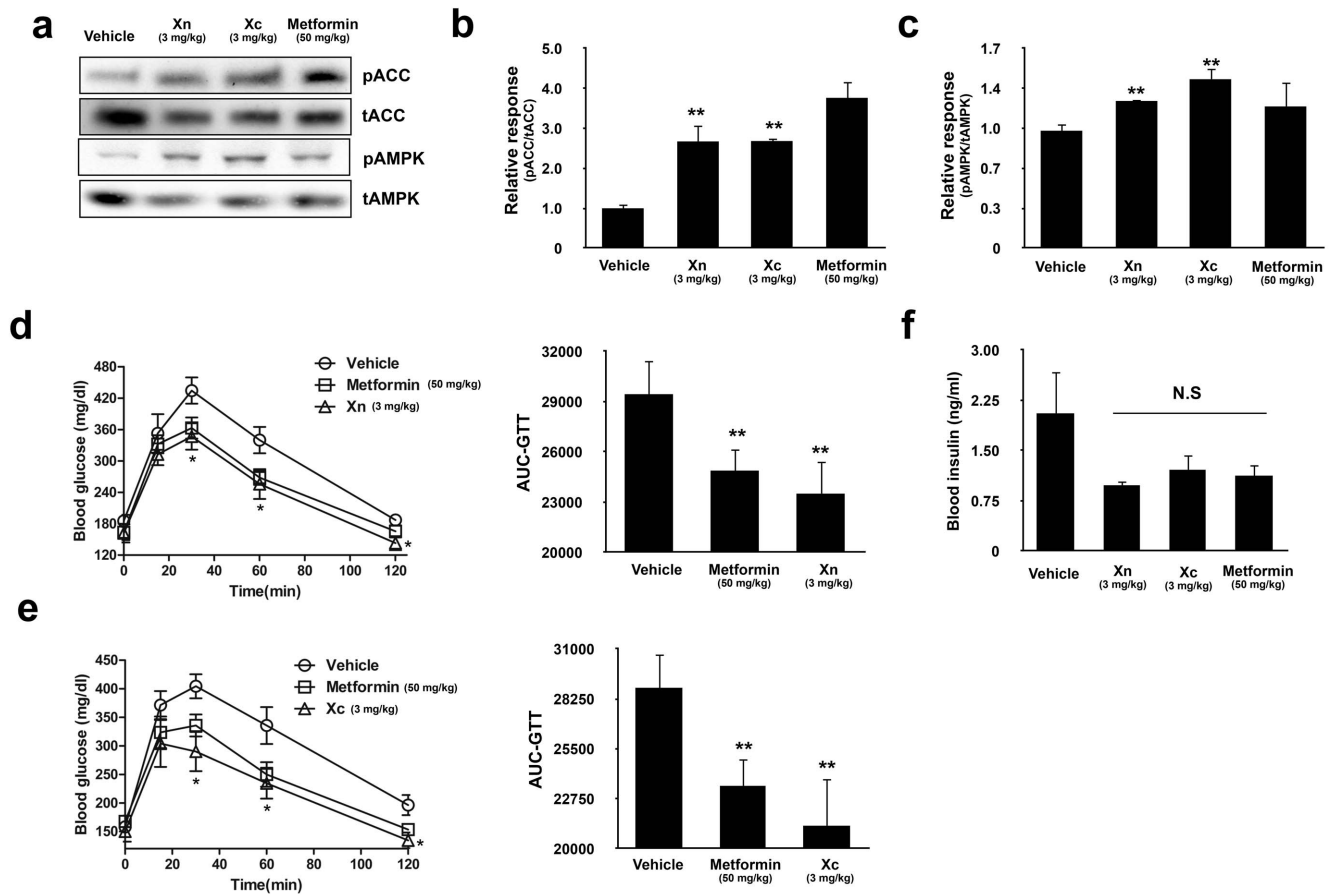 a
Vehicle
Xn
(3 mg/kg)
Xc
(3 mg/kg)
Metformin
(50 mg/kg)
pACC
tACC
pAMPK
tAMPK
b
Relative response
(pACC/tACC)
5.0
4.0
3.0
2.0
1.0
0
**
**
Vehicle
Xn
(3 mg/kg)
Xc
(3 mg/kg)
Metformin
(50 mg/kg)
c
Relative response
(pAMPK/tAMPK)
1.7
1.4
1.0
0.7
0.3
0
**
**
Vehicle
Xn
(3 mg/kg)
Xc
(3 mg/kg)
Metformin
(50 mg/kg)
d
Blood glucose (mg/dl)
480
420
360
300
240
180
120
Vehicle
Metformin (50 mg/kg)
Xn (3 mg/kg)
*
*
*
0 20 40 60 80 100 120
Time(min)
AUC-GTT
32000
29000
26000
23000
20000
**
**
Vehicle
Metformin
(50 mg/kg)
Xn
(3 mg/kg)
f
Blood insulin (ng/ml)
3.00
2.25
1.50
0.75
0
N.S
Vehicle
Xn
(3 mg/kg)
Xc
(3 mg/kg)
Metformin
(50 mg/kg)
e
Blood glucose (mg/dl)
450
400
350
300
250
200
150
Vehicle
Metformin (50 mg/kg)
Xc (3 mg/kg)
*
*
*
0 20 40 60 80 100 120
Time(min)
AUC-GTT
31000
28250
25500
22750
20000
**
**
Vehicle
Metformin
(50 mg/kg)
Xc
(3 mg/kg)